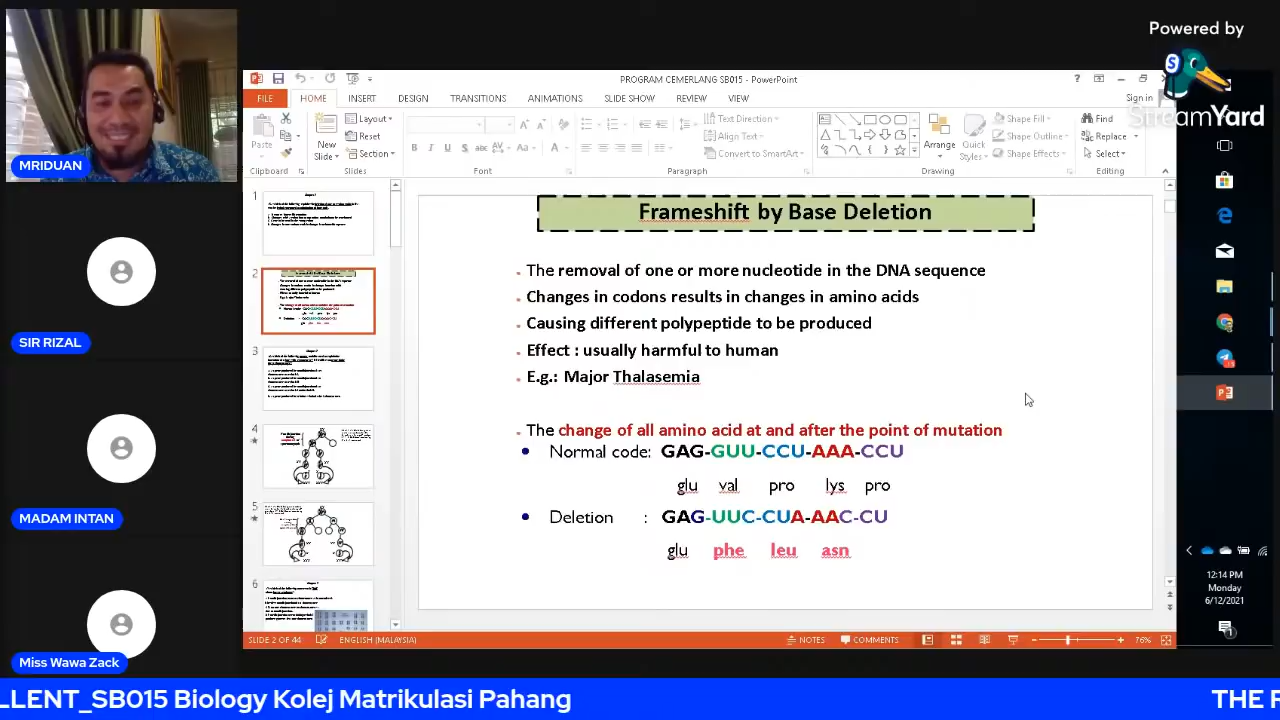 Powered by
StreamYard
PROGRAM CEMERLANG SB015 - PowerPoint
Sign in
FILE HOME INSERT DESIGN TRANSITIONS ANIMATIONS SLIDE SHOW REVIEW VIEW
Paste
New
Slide
Layout
Reset
Section
Text Direction
Align Text
Convert to SmartArt
Arrange
Quick
Styles
Shape Fill
Shape Outline
Shape Effects
Find
Replace
Select
Clipboard Slides Font Paragraph Drawing Editing
MRIDUAN
SIR RIZAL
MADAM INTAN
Miss Wawa Zack
1
2
3
4
5
6
Frameshift by Base Deletion
The removal of one or more nucleotide in the DNA sequence
Changes in codons results in changes in amino acids
Causing different polypeptide to be produced
Effect : usually harmful to human
E.g.: Major Thalasemia
The change of all amino acid at and after the point of mutation
Normal code: GAG-GUU-CCU-AAA-CCU
glu val pro lys pro
Deletion : GAG-UUC-CUA-AAC-CU
glu phe leu asn
SLIDE 2 OF 44 ENGLISH (MALAYSIA) NOTES COMMENTS 76%
12:14 PM
Monday
6/12/2021
LLENT_SB015 Biology Kolej Matrikulasi Pahang
THE P